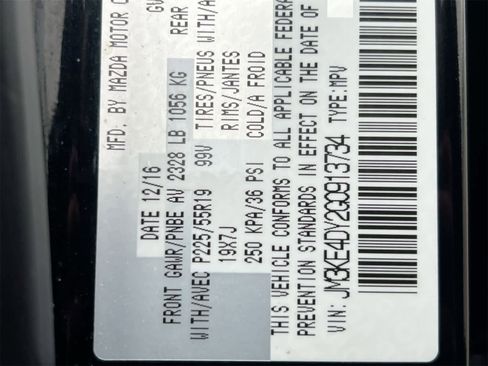 MFD. BY MAZDA MOTOR C
DATE 12/16 GV
FRONT GAWR/PNBE AV 2328 LB 1056 KG REAR
WITH/AVEC P225/55R19 99V TIRES/PNEUS WITH/A
19X7J RIMS/JANTES
250 KPA/36 PSI COLD/A FROID
THIS VEHICLE CONFORMS TO ALL APPLICABLE FEDERA
PREVENTION STANDARDS IN EFFECT ON THE DATE OF
VIN: JM3KE4DY2G0913734 TYPE: MPV